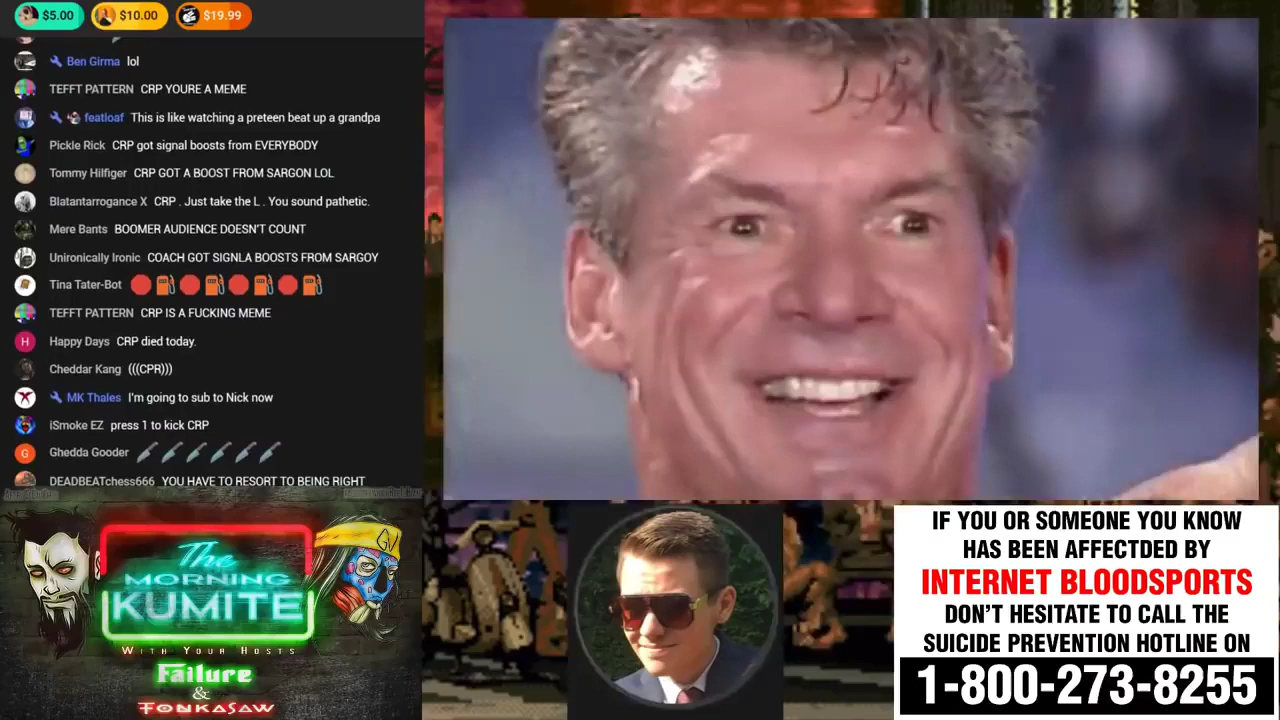 $5.00
$10.00
$19.99
Ben Girma lol
TEFFT PATTERN CRP YOURE A MEME
featloaf This is like watching a preteen beat up a grandpa
Pickle Rick CRP got signal boosts from EVERYBODY
Tommy Hilfiger CRP GOT A BOOST FROM SARGON LOL
Blatantarrogance X CRP . Just take the L . You sound pathetic.
Mere Bants BOOMER AUDIENCE DOESN'T COUNT
Unironically Ironic COACH GOT SIGNLA BOOSTS FROM SARGOY
Tina Tater-Bot
TEFFT PATTERN CRP IS A FUCKING MEME
H Happy Days CRP died today.
Cheddar Kang (((CPR)))
MK Thales I'm going to sub to Nick now
iSmoke EZ press 1 to kick CRP
G Ghedda Gooder
DEADBEATchess666 YOU HAVE TO RESORT TO BEING RIGHT
The
MORNING
KUMITE
WITH YOUR HOSTS
Failure
&
TONKASAW
IF YOU OR SOMEONE YOU KNOW
HAS BEEN AFFECTDED BY
INTERNET BLOODSPORTS
DON'T HESITATE TO CALL THE
SUICIDE PREVENTION HOTLINE ON
1-800-273-8255